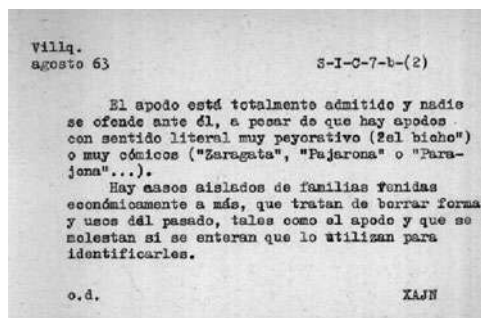 Villq.
agosto 63 S-I-C-7-b-(2)
El apodo está totalmente admitido y nadie
se ofende ante él, a pesar de que hay apodos
con sentido literal muy peyorativo (2el bicho")
o muy cómicos ("Zaragata", "Pajarona" o "Para-
jona"...).
Hay casos aislados de familias venidas
económicamente a más, que tratan de borrar forma
y usos del pasado, tales como el apodo y que se
molestan si se enteran que lo utilizan para
identificarles.
o.d. XAJN